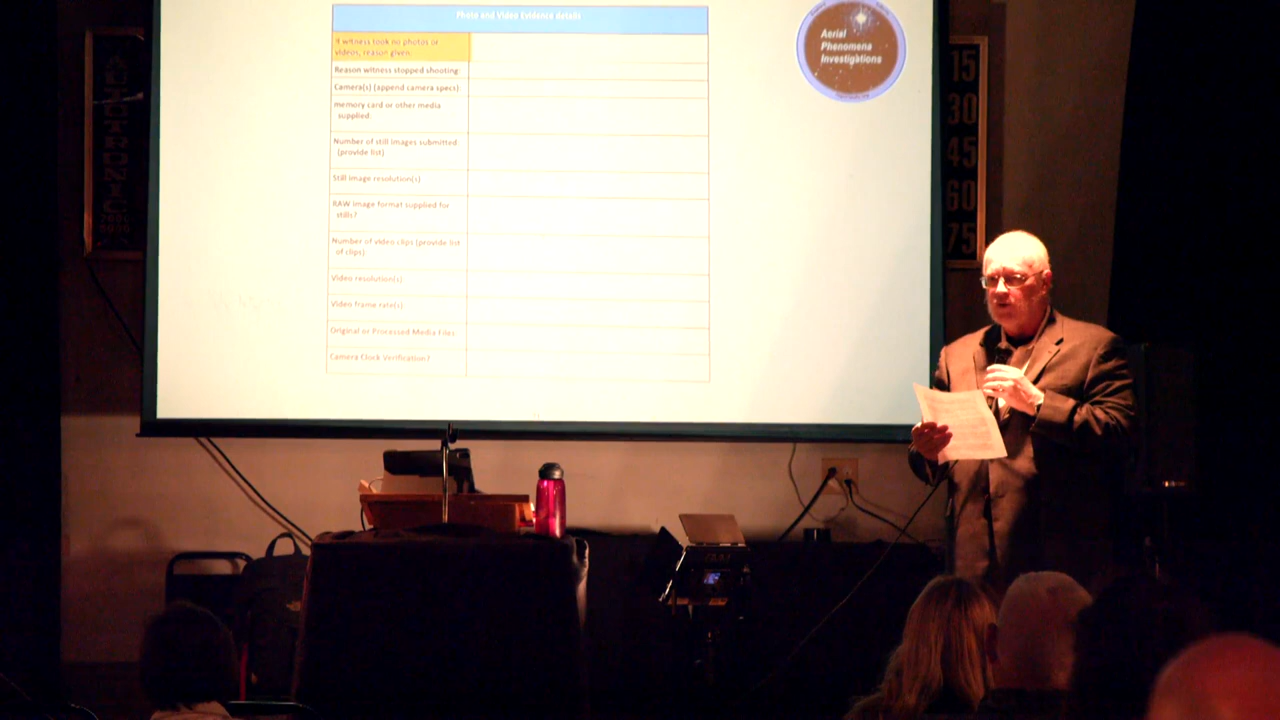 Photo and Video Evidence details
If witness took no photos or
videos, reason given.
Reason witness stopped shooting
Camera(s) (append camera specs)
memory card or other media
supplied.
Number of still images submitted
(provide list)
Still image resolution(s)
RAW image format supplied for
stills?
Number of video clips (provide list
of clips)
Video resolution(s)
Video frame rate(s)
Original or Processed Media Files
Camera Clock Verification?
Aerial
Phenomena
Investigations
AUTOTRONIC
15
30
45
60
75